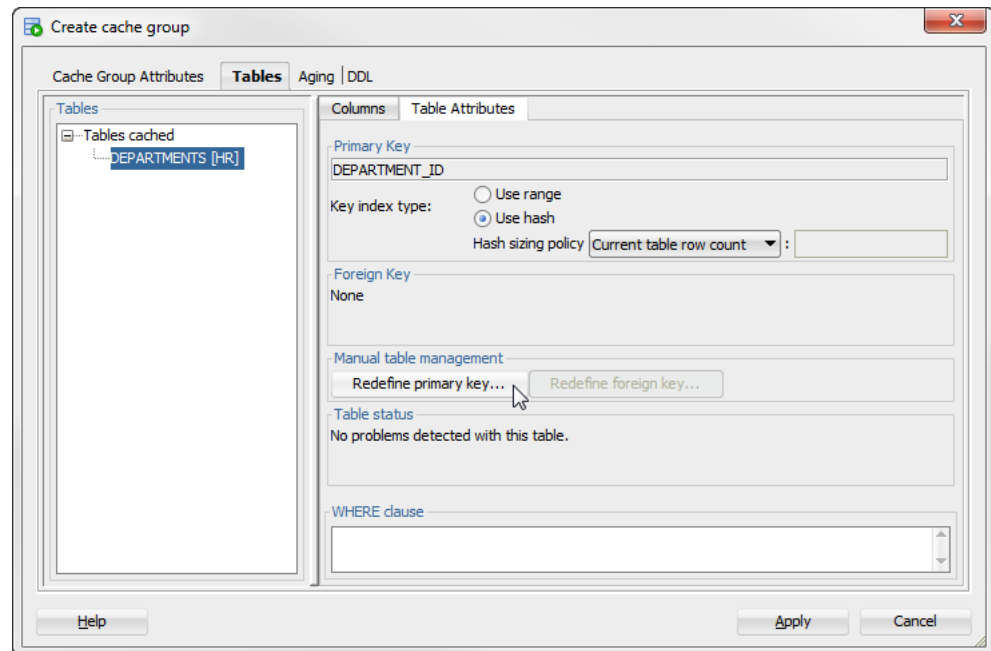 Create cache group
Cache Group Attributes Tables Aging DDL
Tables
Tables cached
DEPARTMENTS [HR]
Columns Table Attributes
Primary Key
DEPARTMENT_ID
Key index type:
Use range
Use hash
Hash sizing policy Current table row count :
Foreign Key
None
Manual table management
Redefine primary key... Redefine foreign key...
Table status
No problems detected with this table.
WHERE clause
Help Apply Cancel